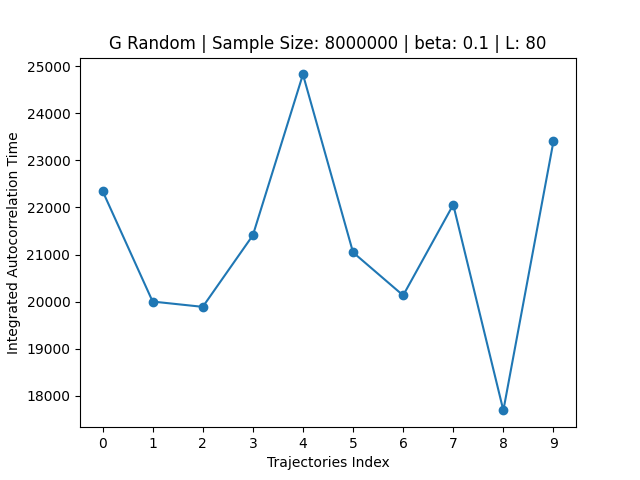 G Random | Sample Size: 8000000 | beta: 0.1 | L: 80
Integrated Autocorrelation Time
25000
24000
23000
22000
21000
20000
19000
18000
0 1 2 3 4 5 6 7 8 9
Trajectories Index